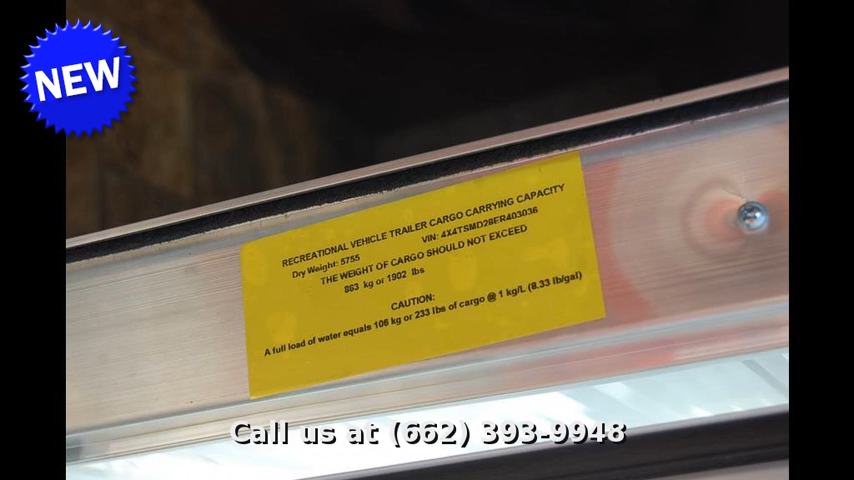 NEW
RECREATIONAL VEHICLE TRAILER CARGO CARRYING CAPACITY
Dry Weight: 5755 VIN: 4X4TSMD28ER403036
THE WEIGHT OF CARGO SHOULD NOT EXCEED
863 kg or 1902 lbs
CAUTION:
A full load of water equals 106 kg or 233 lbs of cargo @ 1 kg/L (8.33 lb/gal)
Call us at (662) 393-9948